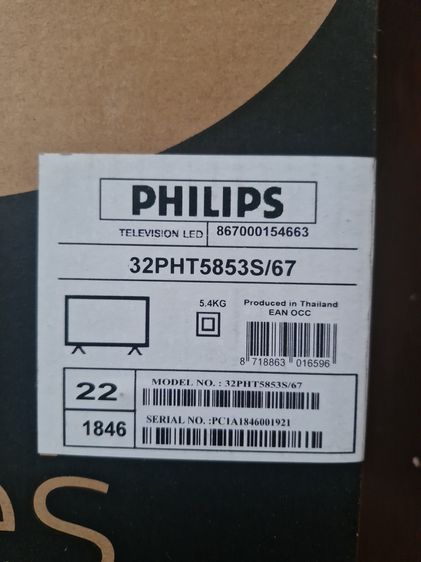 PHILIPS
TELEVISION LED 867000154663
32PHT5853S/67
5.4KG Produced in Thailand
EAN OCC
8 718863 016596
22 MODEL NO. : 32PHT5853S/67
1846 SERIAL NO. :PC1A1846001921
es